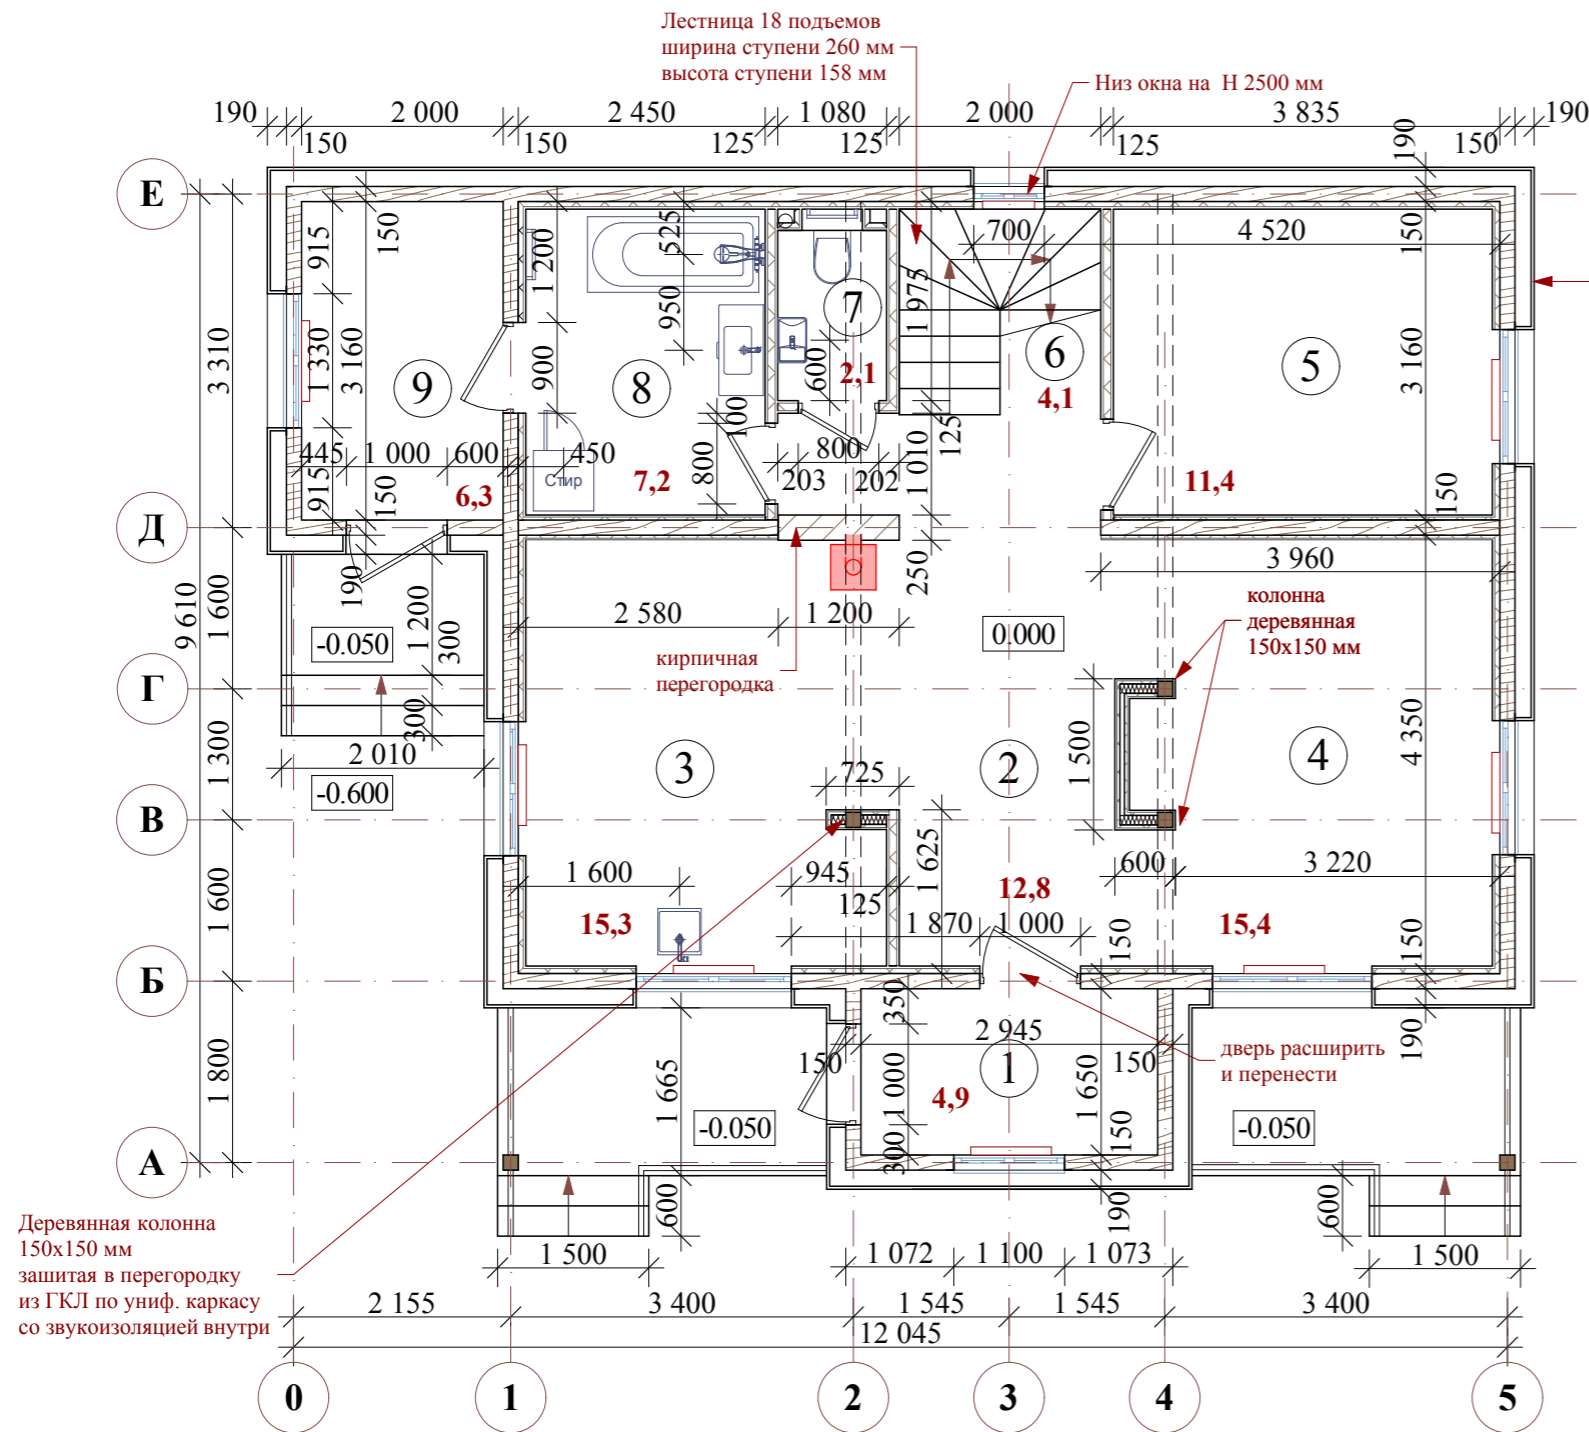 Лестница 18 подъемов
ширина ступени 260 мм
высота ступени 158 мм
Низ окна на Н 2500 мм
190 2 000 2 450 1 080 2 000 3 835 190
150 150 125 125 125 190 150
Е
915 150 1 200 525 700 4 520 150
1 975
950
7
3 310 1 330 3 160 900 600 2,1 6 5 3 160
9 8 4,1
100
445 1 000 600 450 800 125 1 010
915 150 6,3 Стир 7,2 800 203 202 11,4 150
Д
190 250 3 960
9 610 1 600 1 200 2 580 1 200
-0.050 300 0.000
колонна
деревянная
150х150 мм
кирпичная
перегородка
Г
300
1 300 2 010 3 725 2 1 500 4 4 350
-0.600
В
1 600 945 1 625 600 3 220
1 600 125 12,8
15,3 1 870 1 000 150 15,4 150
Б
350
1 800 1 665 150 2 945 150 190
1
дверь расширить
и перенести
1 000 4,9 1 650
-0.050 150 -0.050
А
300
600 190 600
Деревянная колонна
150х150 мм
зашитая в перегородку
из ГКЛ по униф. каркасу
со звукоизоляцией внутри
1 500 1 072 1 100 1 073 1 500
2 155 3 400 1 545 1 545 3 400
12 045
0 1 2 3 4 5